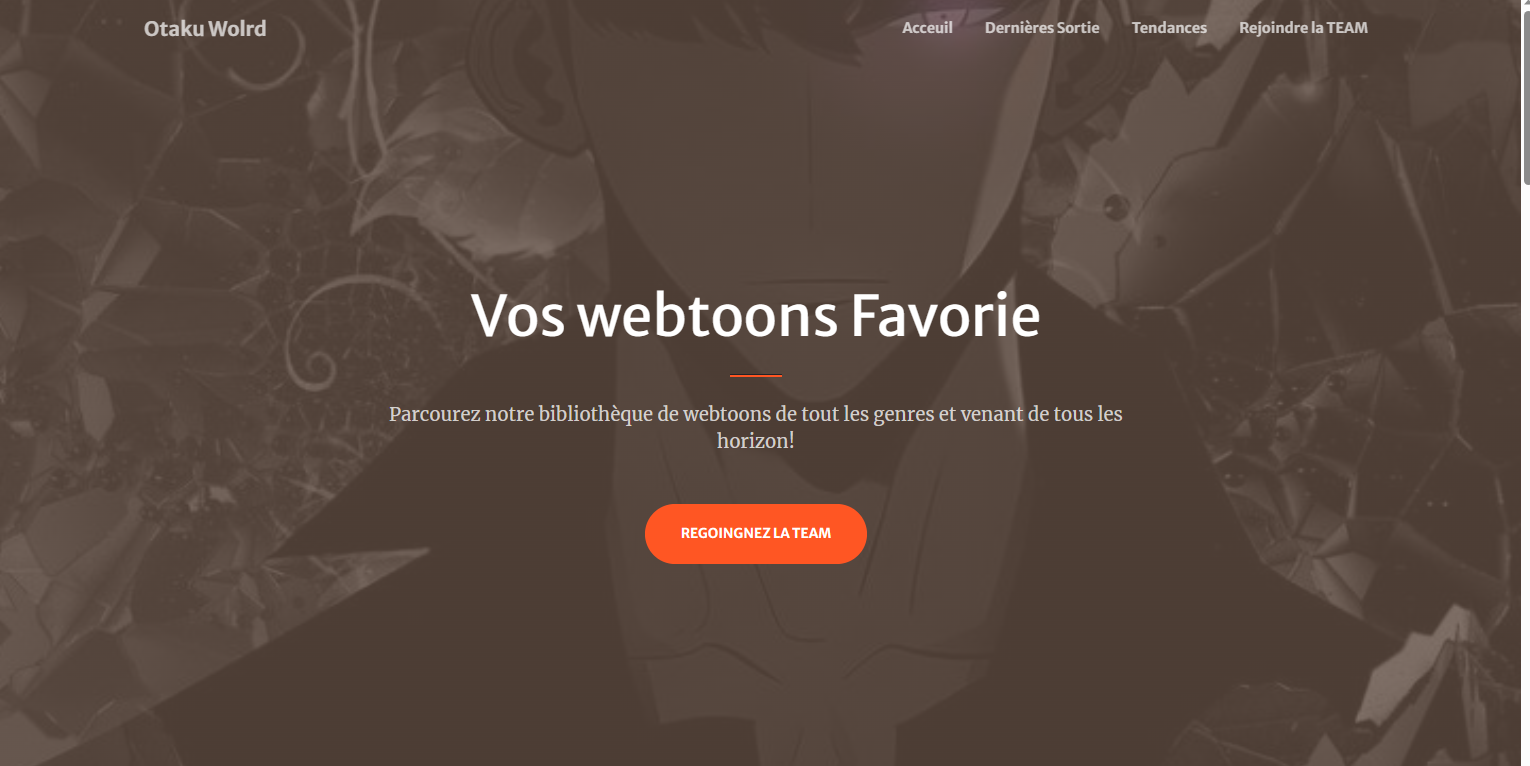 Otaku Wolrd
Acceuil
Dernières Sortie
Tendances
Rejoindre la TEAM
Vos webtoons Favorie
Parcourez notre bibliothèque de webtoons de tout les genres et venant de tous les
horizon!
REGOINGNEZ LA TEAM